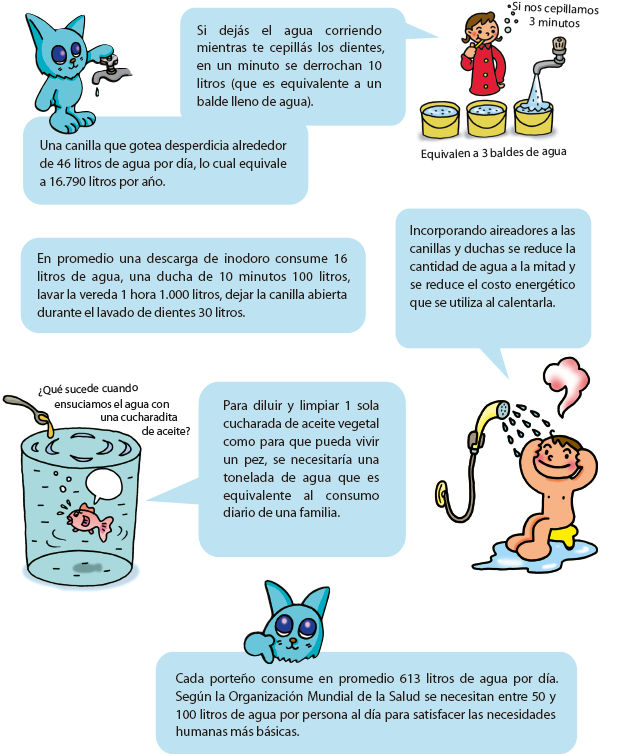 Si dejás el agua corriendo
mientras te cepillás los dientes,
en un minuto se derrochan 10
litros (que es equivalente a un
balde lleno de agua).
Si nos cepillamos
3 minutos
Equivalen a 3 baldes de agua
Una canilla que gotea desperdicia alrededor
de 46 litros de agua por día, lo cual equivale
a 16.790 litros por año.
En promedio una descarga de inodoro consume 16
litros de agua, una ducha de 10 minutos 100 litros,
lavar la vereda 1 hora 1.000 litros, dejar la canilla abierta
durante el lavado de dientes 30 litros.
Incorporando aireadores a las
canillas y duchas se reduce la
cantidad de agua a la mitad y
se reduce el costo energético
que se utiliza al calentarla.
¿Qué sucede cuando
ensuciamos el agua con
una cucharadita
de aceite?
Para diluir y limpiar 1 sola
cucharada de aceite vegetal
como para que pueda vivir
un pez, se necesitaría una
tonelada de agua que es
equivalente al consumo
diario de una familia.
Cada porteño consume en promedio 613 litros de agua por día.
Según la Organización Mundial de la Salud se necesitan entre 50 y
100 litros de agua por persona al día para satisfacer las necesidades
humanas más básicas.